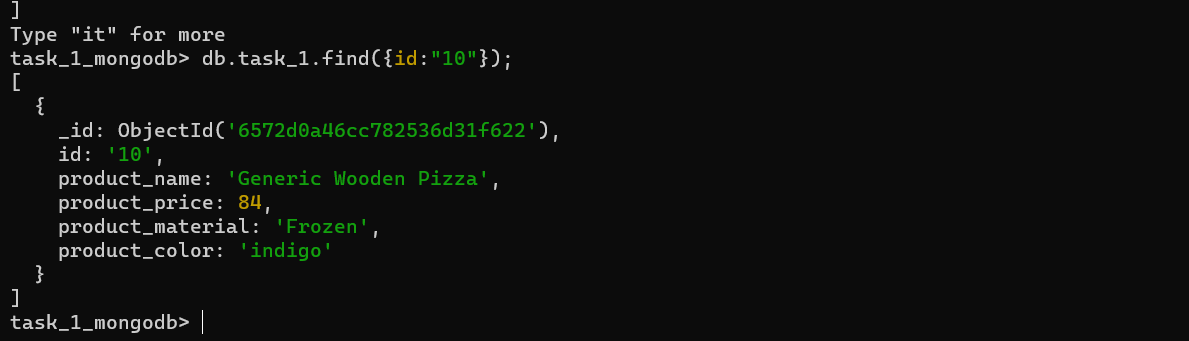 ]
Type "it" for more
task_1_mongodb> db.task_1.find({id:"10"});
[
  {
    _id: ObjectId('6572d0a46cc782536d31f622'),
    id: '10',
    product_name: 'Generic Wooden Pizza',
    product_price: 84,
    product_material: 'Frozen',
    product_color: 'indigo'
  }
]
task_1_mongodb>